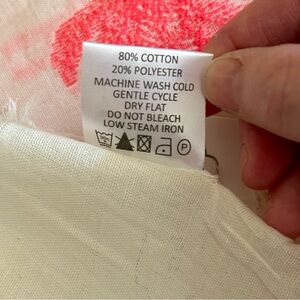 80% COTTON
20% POLYESTER
MACHINE WASH COLD
GENTLE CYCLE
DRY FLAT
DO NOT BLEACH
LOW STEAM IRON
P